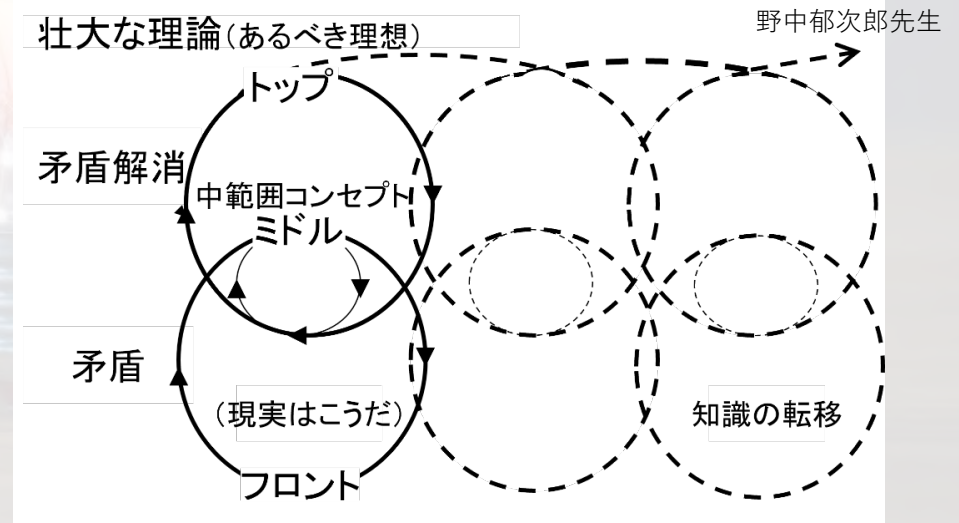 野中郁次郎先生
壮大な理論(あるべき理想)
トップ
矛盾解消
中範囲コンセプト
ミドル
矛盾
(現実はこうだ)
知識の転移
フロント